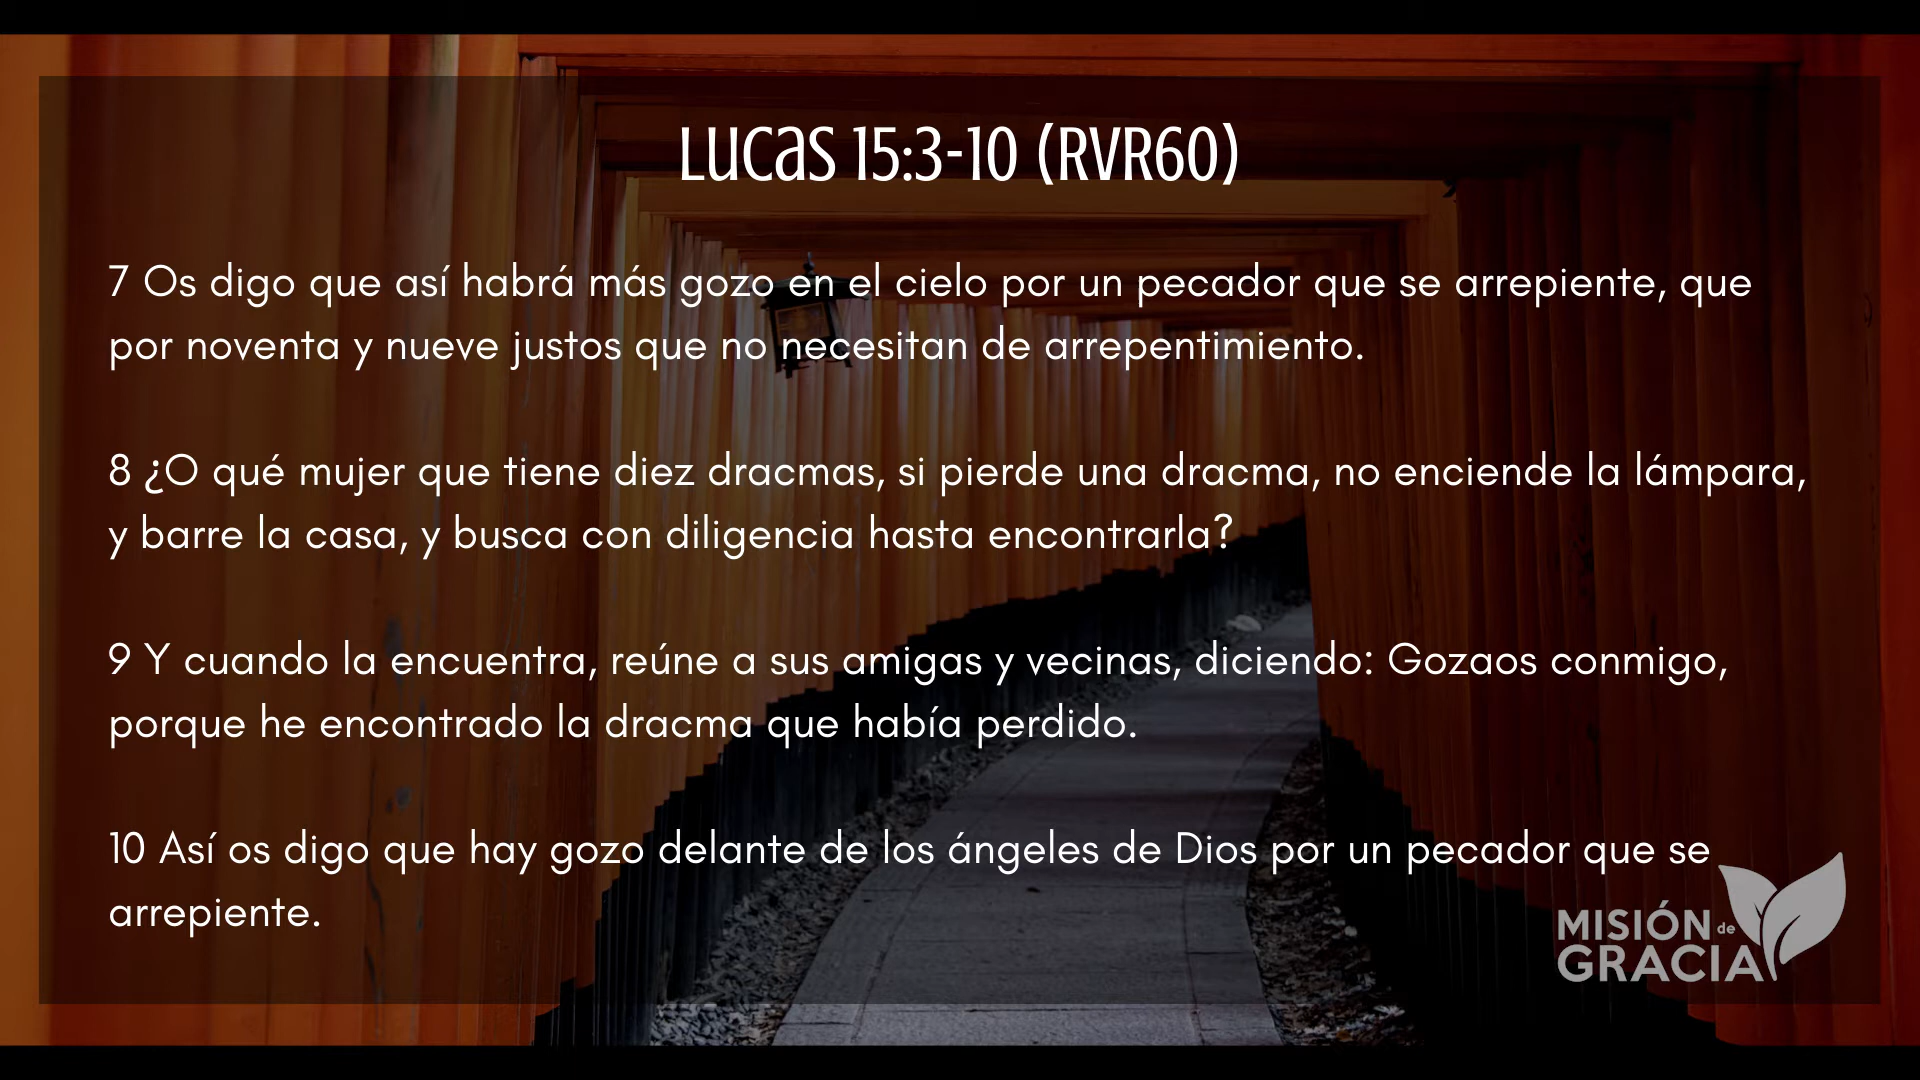 Lucas 15:3-10 (RVR60)
7 Os digo que así habrá más gozo en el cielo por un pecador que se arrepiente, que
por noventa y nueve justos que no necesitan de arrepentimiento.
8 ¿O qué mujer que tiene diez dracmas, si pierde una dracma, no enciende la lámpara,
y barre la casa, y busca con diligencia hasta encontrarla?
9 Y cuando la encuentra, reúne a sus amigas y vecinas, diciendo: Gozaos conmigo,
porque he encontrado la dracma que había perdido.
10 Así os digo que hay gozo delante de los ángeles de Dios por un pecador que se
arrepiente.
MISIÓN de
GRACIA